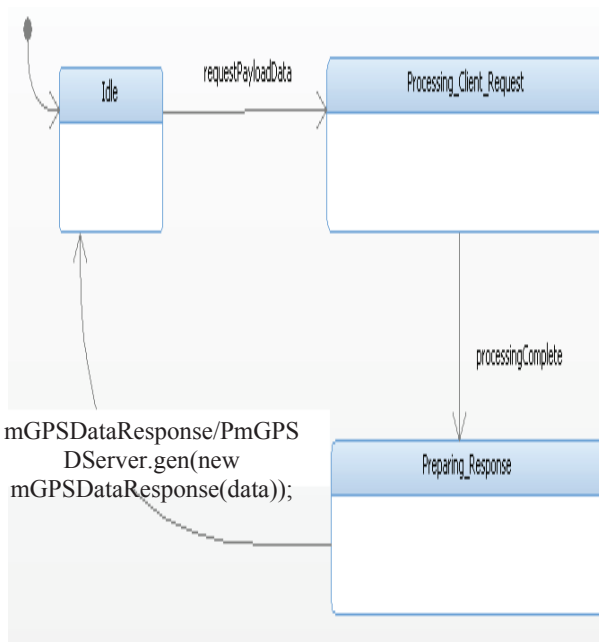 Idle
requestPayloadData
Processing_Client_Request
processingComplete
mGPSDataResponse/PmGPS
DServer.gen(new
mGPSDataResponse(data));
Preparing_Response